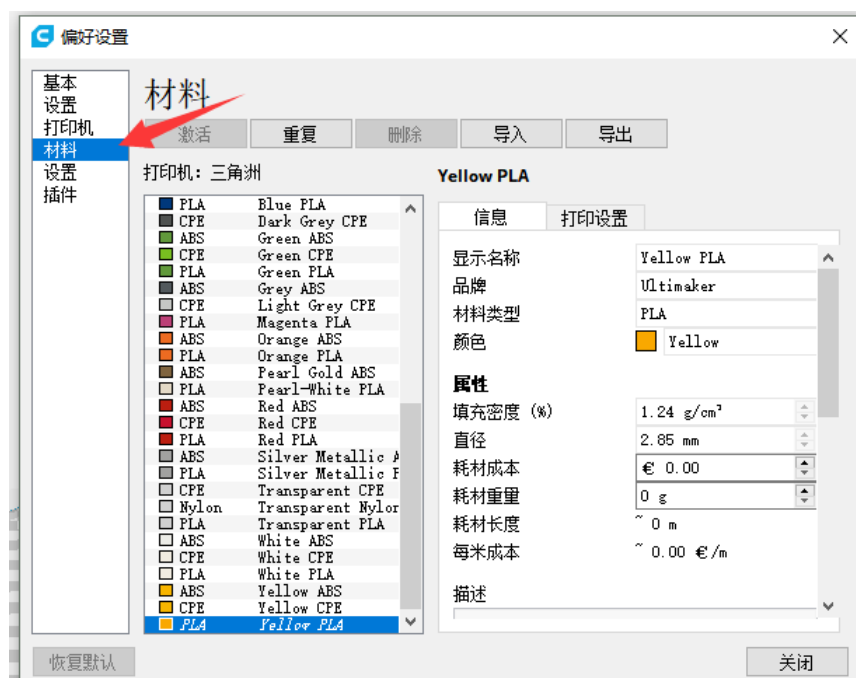 偏好设置
基本
设置
打印机
材料
设置
插件
材料
激活
重复
删除
导入
导出
打印机：三角洲
PLA Blue PLA
CPE Dark Grey CPE
ABS Green ABS
CPE Green CPE
PLA Green PLA
ABS Grey ABS
CPE Light Grey CPE
PLA Magenta PLA
ABS Orange ABS
PLA Orange PLA
ABS Pearl Gold ABS
PLA Pearl-White PLA
ABS Red ABS
CPE Red CPE
PLA Red PLA
ABS Silver Metallic A
PLA Silver Metallic P
CPE Transparent CPE
Nylon Transparent Nylor
PLA Transparent PLA
ABS White ABS
CPE White CPE
PLA White PLA
ABS Yellow ABS
CPE Yellow CPE
PLA Yellow PLA
Yellow PLA
信息
打印设置
显示名称 Yellow PLA
品牌 Ultimaker
材料类型 PLA
颜色 Yellow
属性
填充密度 (%) 1.24 g/cm³
直径 2.85 mm
耗材成本 € 0.00
耗材重量 0 g
耗材长度 ~ 0 m
每米成本 ~ 0.00 €/m
描述
恢复默认
关闭